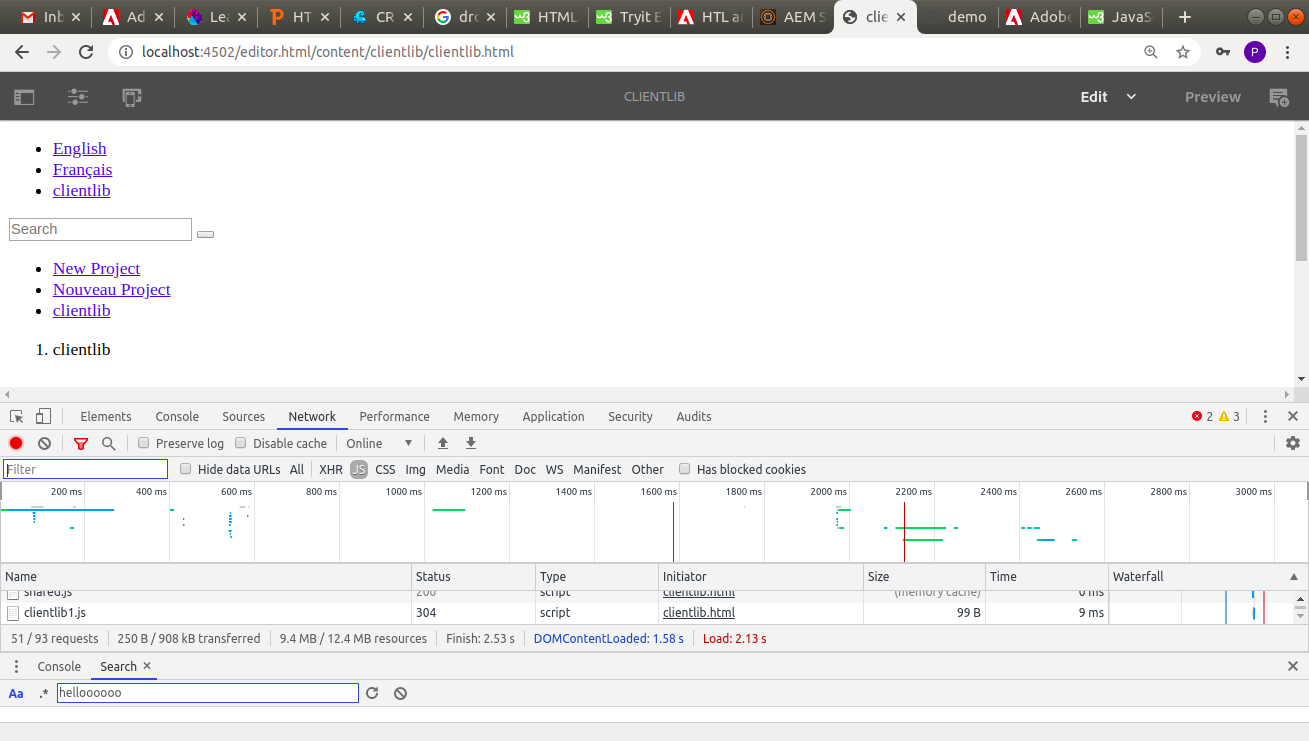 Inb Ad Lea HT CR dre HTML Tryit E HTL an AEM S clie demo Adobe JavaSc
localhost:4502/editor.html/content/clientlib/clientlib.html P
CLIENTLIB Edit Preview
English
Français
clientlib
Search
New Project
Nouveau Project
clientlib
1. clientlib
Elements Console Sources Network Performance Memory Application Security Audits 2 3
Preserve log Disable cache Online
Filter Hide data URLs All XHR JS CSS Img Media Font Doc WS Manifest Other Has blocked cookies
200 ms 400 ms 600 ms 800 ms 1000 ms 1200 ms 1400 ms 1600 ms 1800 ms 2000 ms 2200 ms 2400 ms 2600 ms 2800 ms 3000 ms
Name Status Type Initiator Size Time Waterfall
shared.js 200 script clientlib.html (memory cache) 0 ms
clientlib1.js 304 script clientlib.html 99 B 9 ms
51 / 93 requests 250 B / 908 kB transferred 9.4 MB / 12.4 MB resources Finish: 2.53 s DOMContentLoaded: 1.58 s Load: 2.13 s
Console Search
Aa .* helloooooo